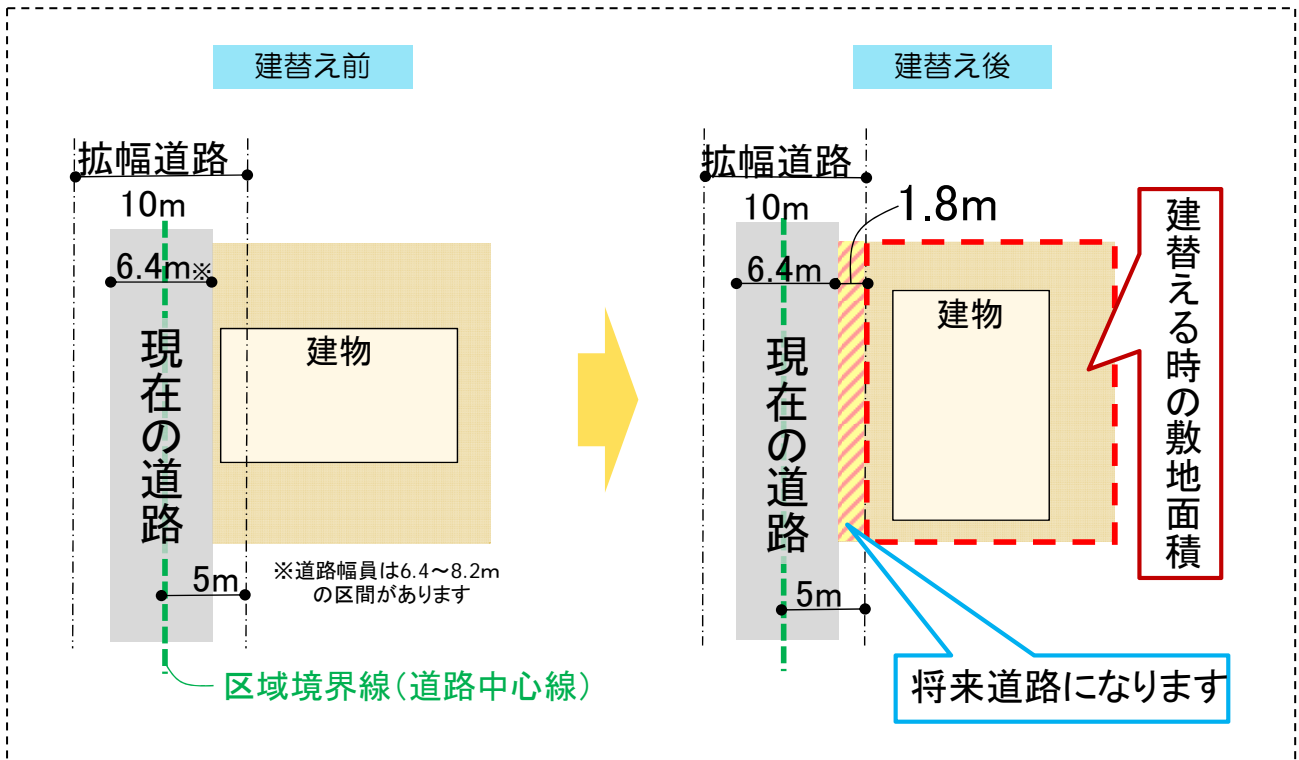 建替え前
拡幅道路
10m
6.4m※
現在の道路
建物
5m
※道路幅員は6.4～8.2m
の区間があります
区域境界線（道路中心線）
建替え後
拡幅道路
10m
1.8m
6.4m
現在の道路
建物
5m
建替える時の敷地面積
将来道路になります